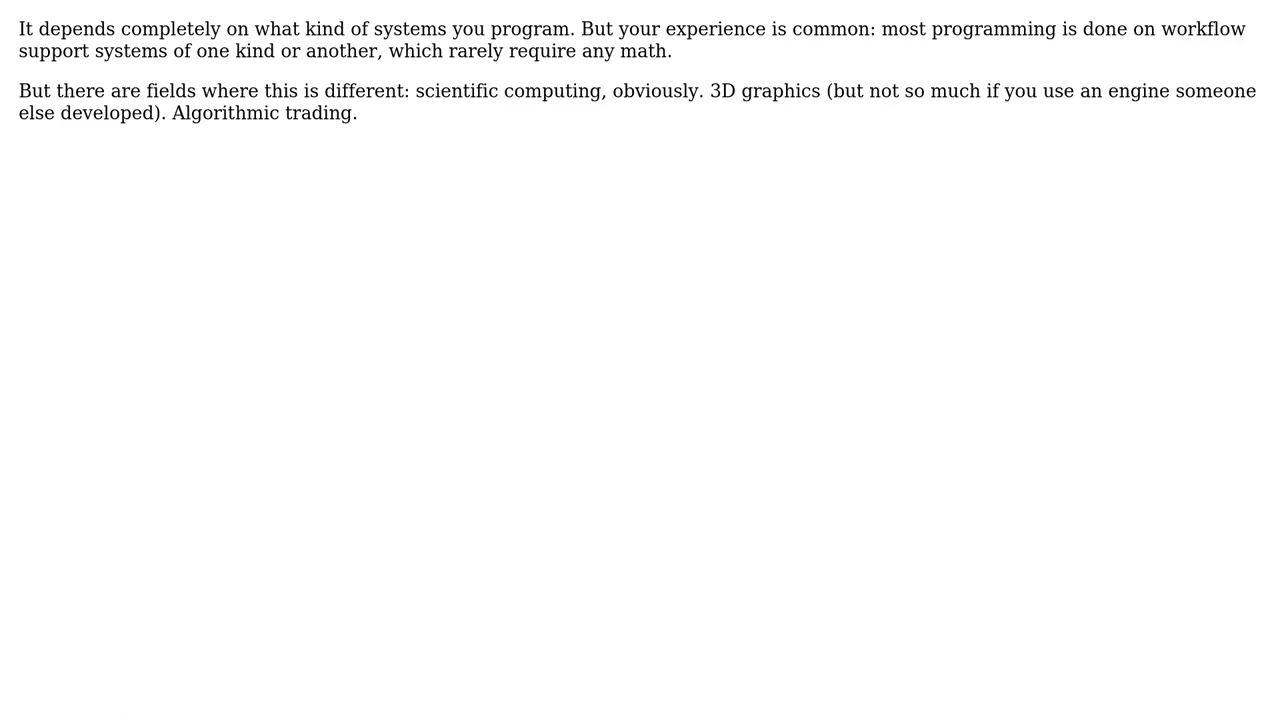 It depends completely on what kind of systems you program. But your experience is common: most programming is done on workflow
support systems of one kind or another, which rarely require any math.
But there are fields where this is different: scientific computing, obviously. 3D graphics (but not so much if you use an engine someone
else developed). Algorithmic trading.